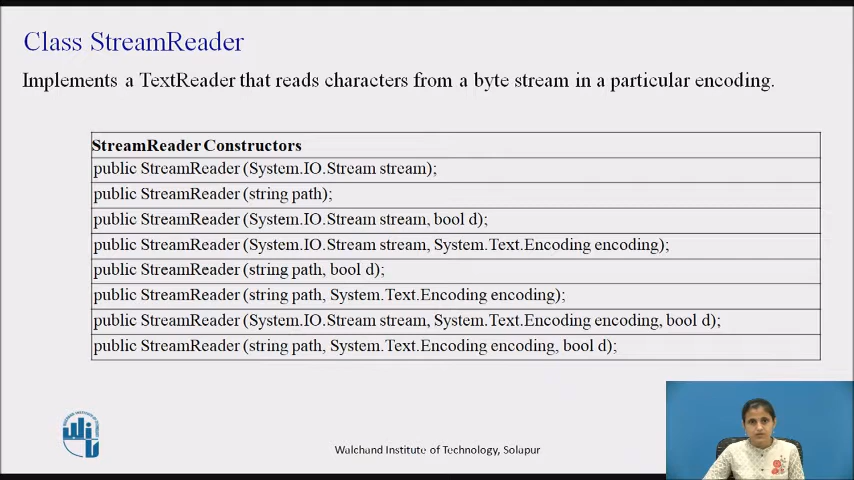 Class StreamReader
Implements a TextReader that reads characters from a byte stream in a particular encoding.
StreamReader Constructors
public StreamReader (System.IO.Stream stream);
public StreamReader (string path);
public StreamReader (System.IO.Stream stream, bool d);
public StreamReader (System.IO.Stream stream, System.Text.Encoding encoding);
public StreamReader (string path, bool d);
public StreamReader (string path, System.Text.Encoding encoding);
public StreamReader (System.IO.Stream stream, System.Text.Encoding encoding, bool d);
public StreamReader (string path, System.Text.Encoding encoding, bool d);
Walchand Institute of Technology, Solapur